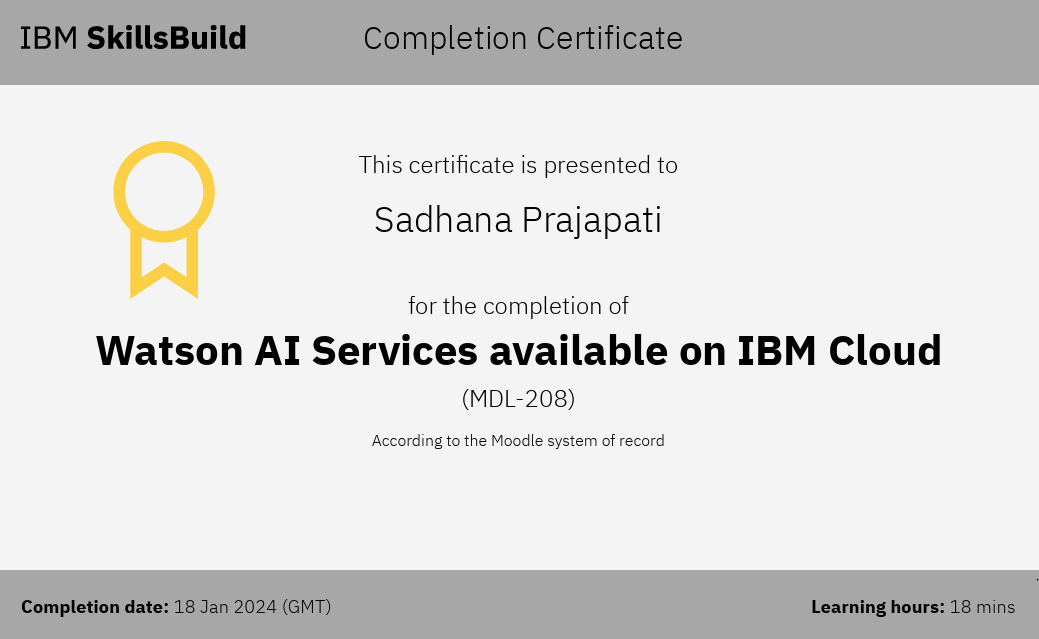 IBM SkillsBuild
Completion Certificate
This certificate is presented to
Sadhana Prajapati
for the completion of
Watson AI Services available on IBM Cloud
(MDL-208)
According to the Moodle system of record
Completion date: 18 Jan 2024 (GMT)
Learning hours: 18 mins